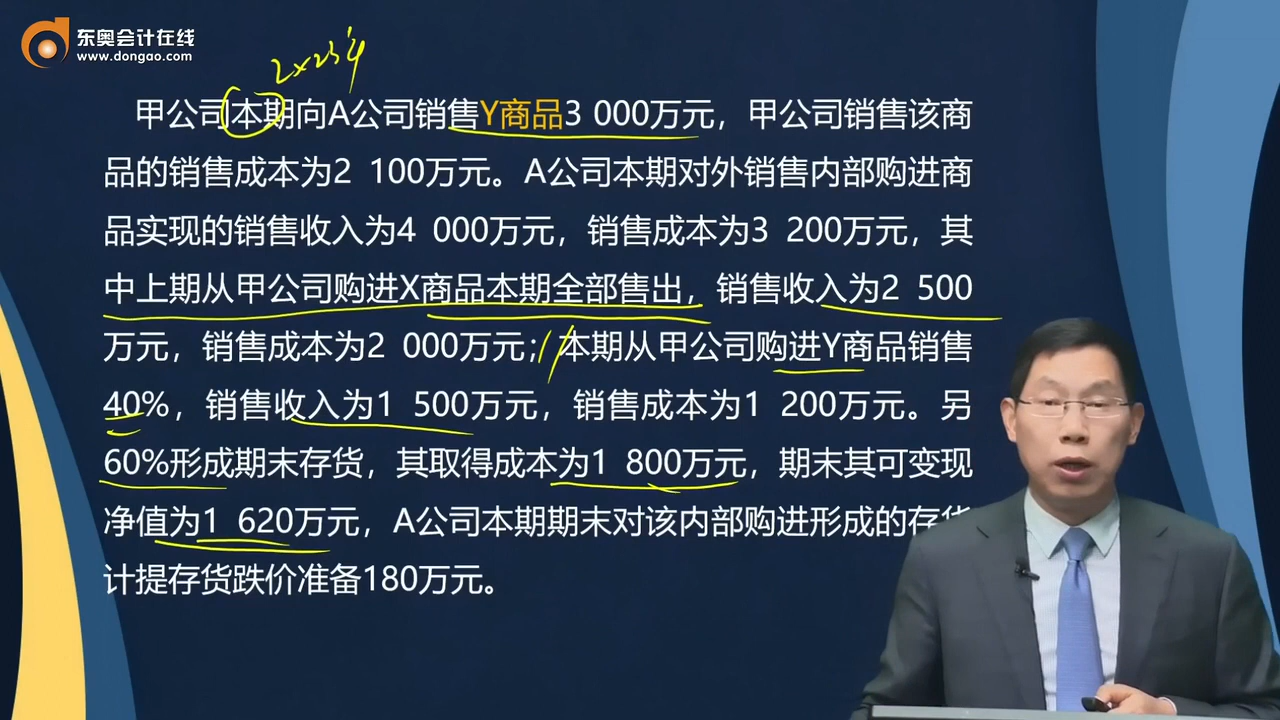 东奥会计在线
www.dongao.com
2×23年
甲公司本期向A公司销售Y商品3 000万元，甲公司销售该商
品的销售成本为2 100万元。A公司本期对外销售内部购进商
品实现的销售收入为4 000万元，销售成本为3 200万元，其
中上期从甲公司购进X商品本期全部售出，销售收入为2 500
万元，销售成本为2 000万元；本期从甲公司购进Y商品销售
40%，销售收入为1 500万元，销售成本为1 200万元。另
60%形成期末存货，其取得成本为1 800万元，期末其可变现
净值为1 620万元，A公司本期期末对该内部购进形成的存货
计提存货跌价准备180万元。